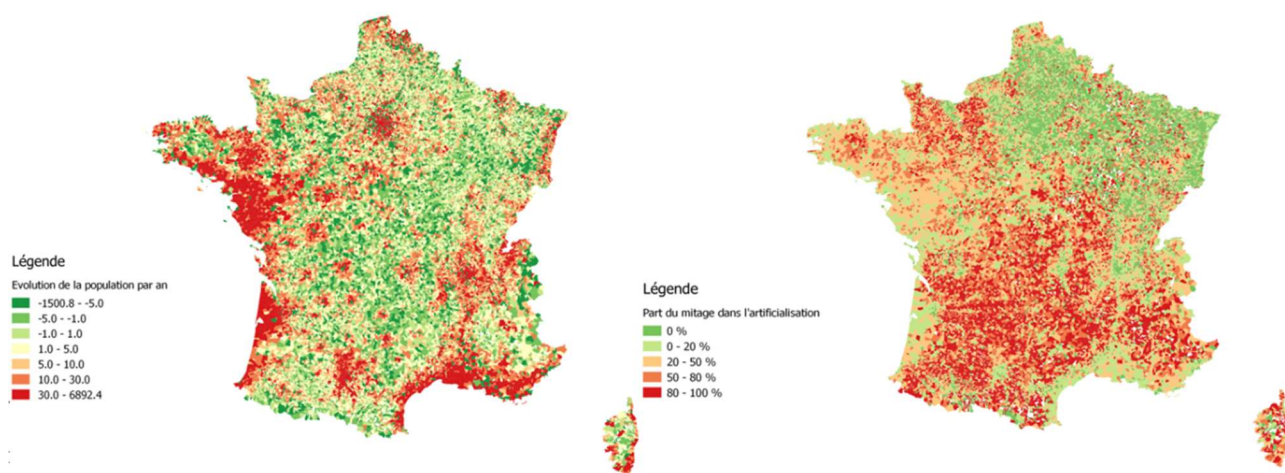 Légende
Evolution de la population par an
-1500.8 - -5.0
-5.0 - -1.0
-1.0 - 1.0
1.0 - 5.0
5.0 - 10.0
10.0 - 30.0
30.0 - 6892.4
Légende
Part du mitage dans l'artificialisation
0 %
0 - 20 %
20 - 50 %
50 - 80 %
80 - 100 %